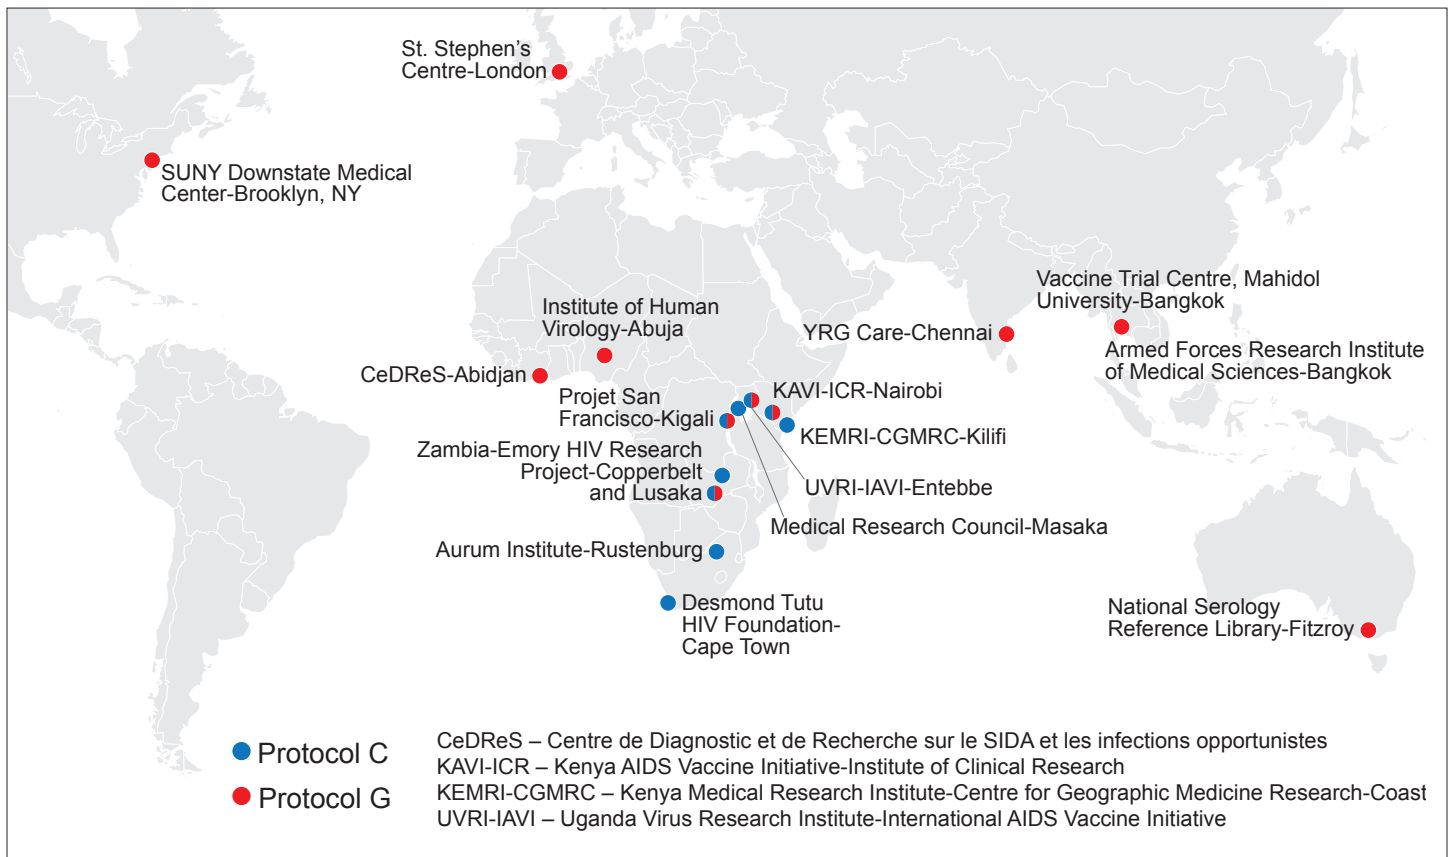 St. Stephen's
Centre-London
SUNY Downstate Medical
Center-Brooklyn, NY
Vaccine Trial Centre, Mahidol
University-Bangkok
Institute of Human
Virology-Abuja
YRG Care-Chennai
Armed Forces Research Institute
of Medical Sciences-Bangkok
CeDReS-Abidjan
Projet San
Francisco-Kigali
KAVI-ICR-Nairobi
KEMRI-CGMRC-Kilifi
Zambia-Emory HIV Research
Project-Copperbelt
and Lusaka
UVRI-IAVI-Entebbe
Medical Research Council-Masaka
Aurum Institute-Rustenburg
Desmond Tutu
HIV Foundation-
Cape Town
National Serology
Reference Library-Fitzroy
Protocol C
Protocol G
CeDReS – Centre de Diagnostic et de Recherche sur le SIDA et les infections opportunistes
KAVI-ICR – Kenya AIDS Vaccine Initiative-Institute of Clinical Research
KEMRI-CGMRC – Kenya Medical Research Institute-Centre for Geographic Medicine Research-Coast
UVRI-IAVI – Uganda Virus Research Institute-International AIDS Vaccine Initiative